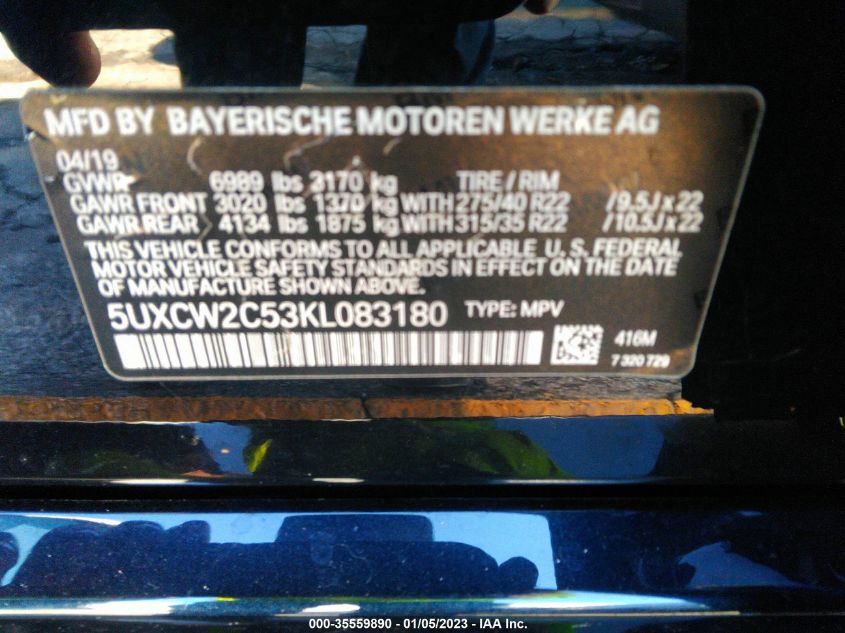 MFD BY BAYERISCHE MOTOREN WERKE AG
04/19
GVWR 6989 lbs 3170 kg TIRE / RIM
GAWR FRONT 3020 lbs 1370 kg WITH 275/40 R22 / 9.5J x 22
GAWR REAR 4134 lbs 1875 kg WITH 315/35 R22 / 10.5J x 22
THIS VEHICLE CONFORMS TO ALL APPLICABLE U.S. FEDERAL
MOTOR VEHICLE SAFETY STANDARDS IN EFFECT ON THE DATE
OF MANUFACTURE SHOWN ABOVE.
5UXCW2C53KL083180 TYPE: MPV
416M
7 320 729
000-35559890 - 01/05/2023 - IAA Inc.